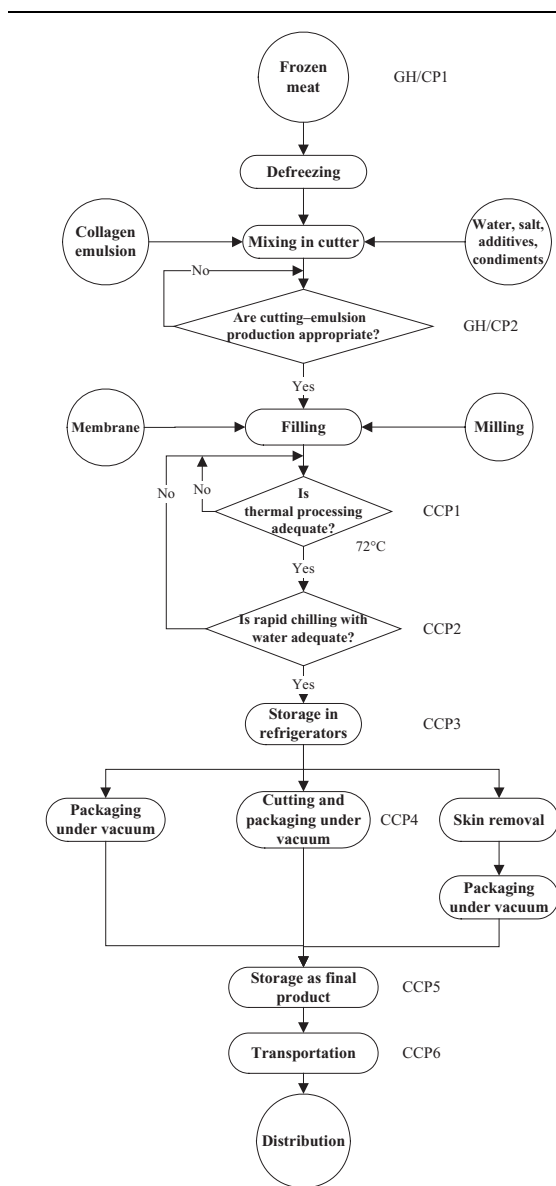 Frozen
meat
GH/CP1
Defreezing
Collagen
emulsion
Mixing in cutter
Water, salt,
additives,
condiments
No
Are cutting–emulsion
production appropriate?
GH/CP2
Yes
Membrane
Filling
Milling
No
No
Is
thermal processing
adequate?
CCP1
72°C
Yes
Is rapid chilling with
water adequate?
CCP2
Yes
Storage in
refrigerators
CCP3
Packaging
under vacuum
Cutting and
packaging under
vacuum
CCP4
Skin removal
Packaging
under vacuum
Storage as final
product
CCP5
Transportation
CCP6
Distribution